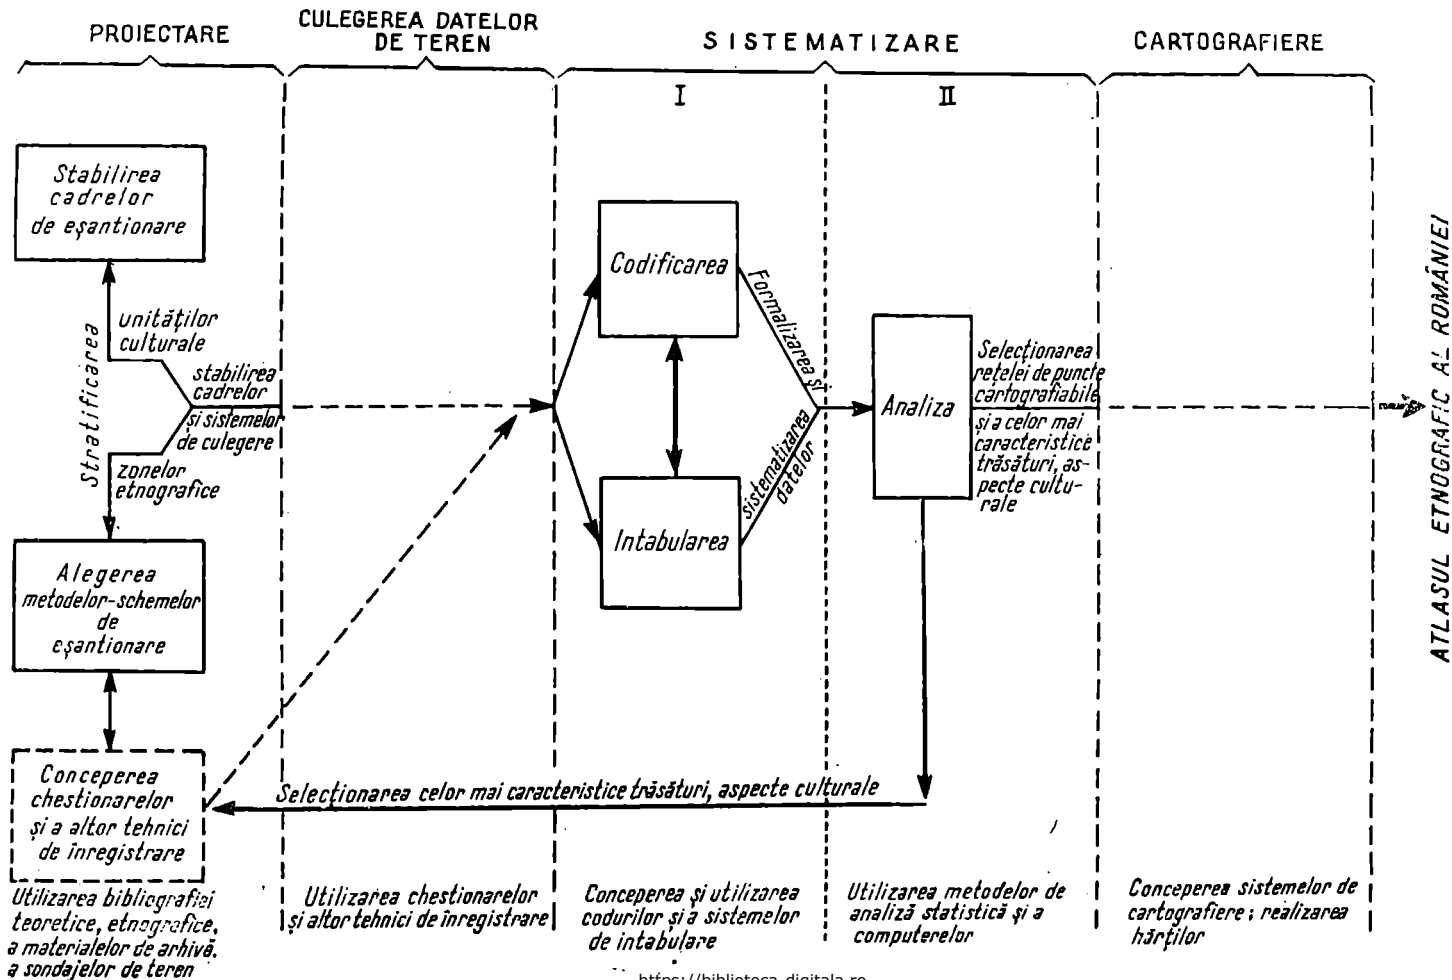 PROIECTARE
CULEGEREA DATELOR
DE TEREN
SISTEMATIZARE
CARTOGRAFIERE
I
II
Stabilirea
cadrelor
de eșantionare
Stratificarea
unităților
culturale
stabilirea
cadrelor
și sistemelor
de culegere
zonelor
etnografice
Alegerea
metodelor-schemelor
de
eșantionare
Conceperea
chestionarelor
și a altor tehnici
de înregistrare
Codificarea
Intabularea
Formalizarea și
sistematizarea
datelor
Analiza
Selecționarea
rețelei de puncte
cartografiabile
și a celor mai
caracteristice
trăsături, as-
pecte cultu-
rale
Selecționarea celor mai caracteristice trăsături, aspecte culturale
ATLASUL ETNOGRAFIC AL ROMÂNIEI
Utilizarea bibliografiei
teoretice, etnografice,
a materialelor de arhivă,
a sondajelor de teren
Utilizarea chestionarelor
și altor tehnici de înregistrare
Conceperea și utilizarea
codurilor și a sistemelor
de intabulare
Utilizarea metodelor de
analiză statistică și a
computerelor
Conceperea sistemelor de
cartografiere; realizarea
hărților